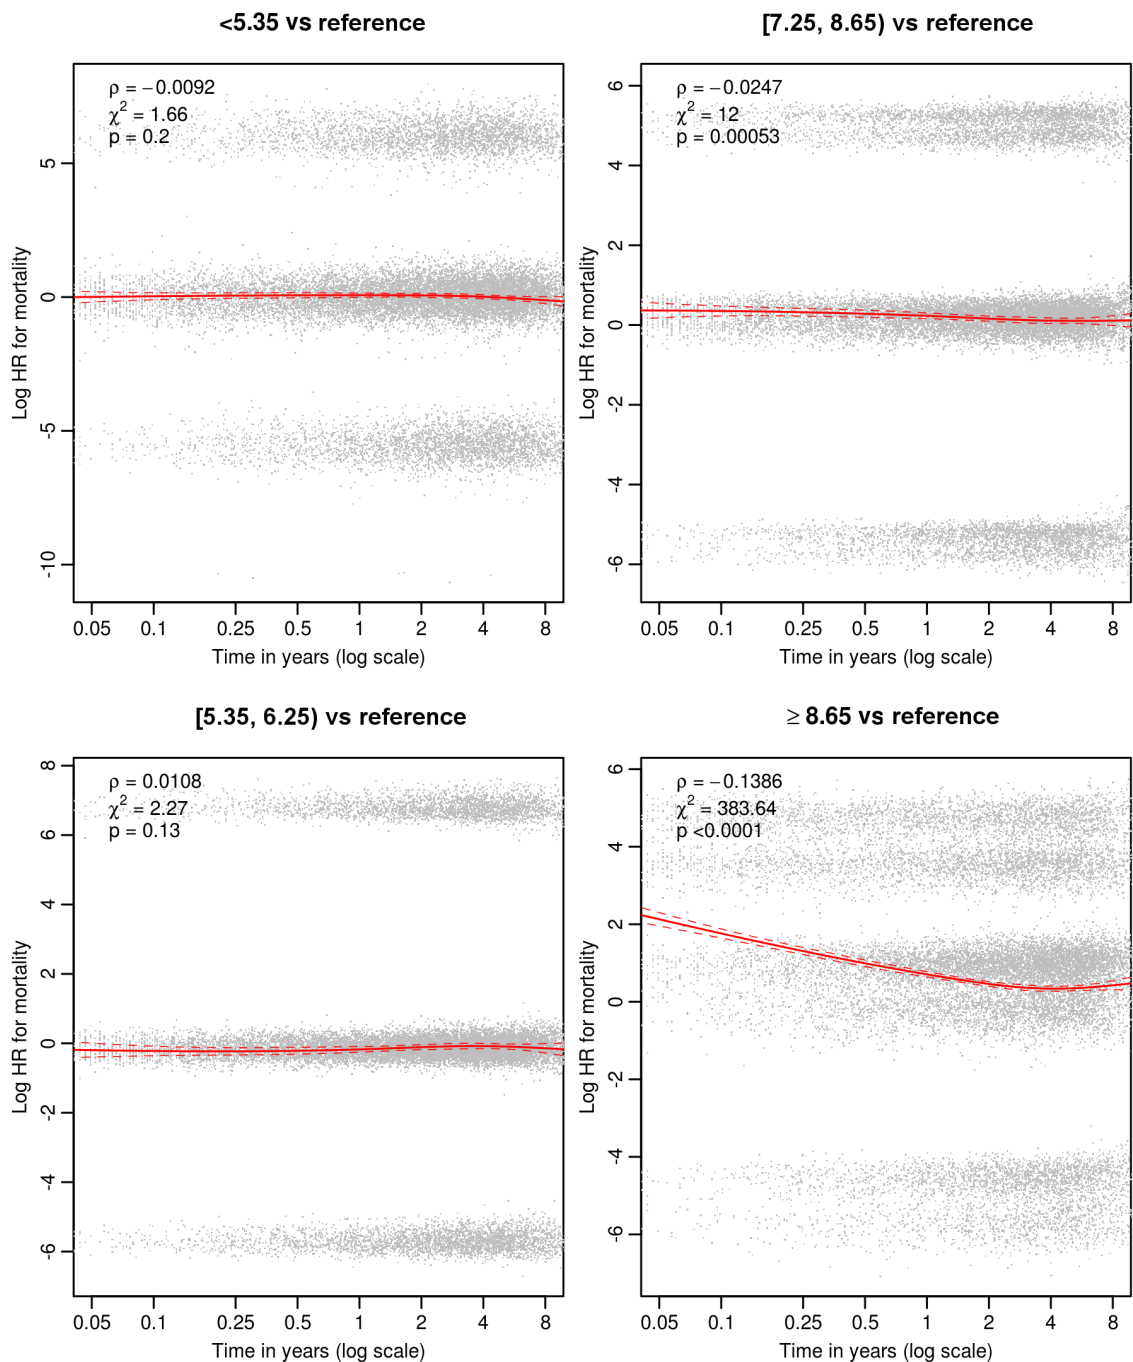 <5.35 vs reference
ρ = −0.0092
χ² = 1.66
p = 0.2
5
0
-5
-10
Log HR for mortality
0.05 0.1 0.25 0.5 1 2 4 8
Time in years (log scale)
[7.25, 8.65) vs reference
ρ = −0.0247
χ² = 12
p = 0.00053
6
4
2
0
-2
-4
-6
Log HR for mortality
0.05 0.1 0.25 0.5 1 2 4 8
Time in years (log scale)
[5.35, 6.25) vs reference
ρ = 0.0108
χ² = 2.27
p = 0.13
8
6
4
2
0
-2
-4
-6
Log HR for mortality
0.05 0.1 0.25 0.5 1 2 4 8
Time in years (log scale)
≥ 8.65 vs reference
ρ = −0.1386
χ² = 383.64
p <0.0001
6
4
2
0
-2
-4
-6
Log HR for mortality
0.05 0.1 0.25 0.5 1 2 4 8
Time in years (log scale)